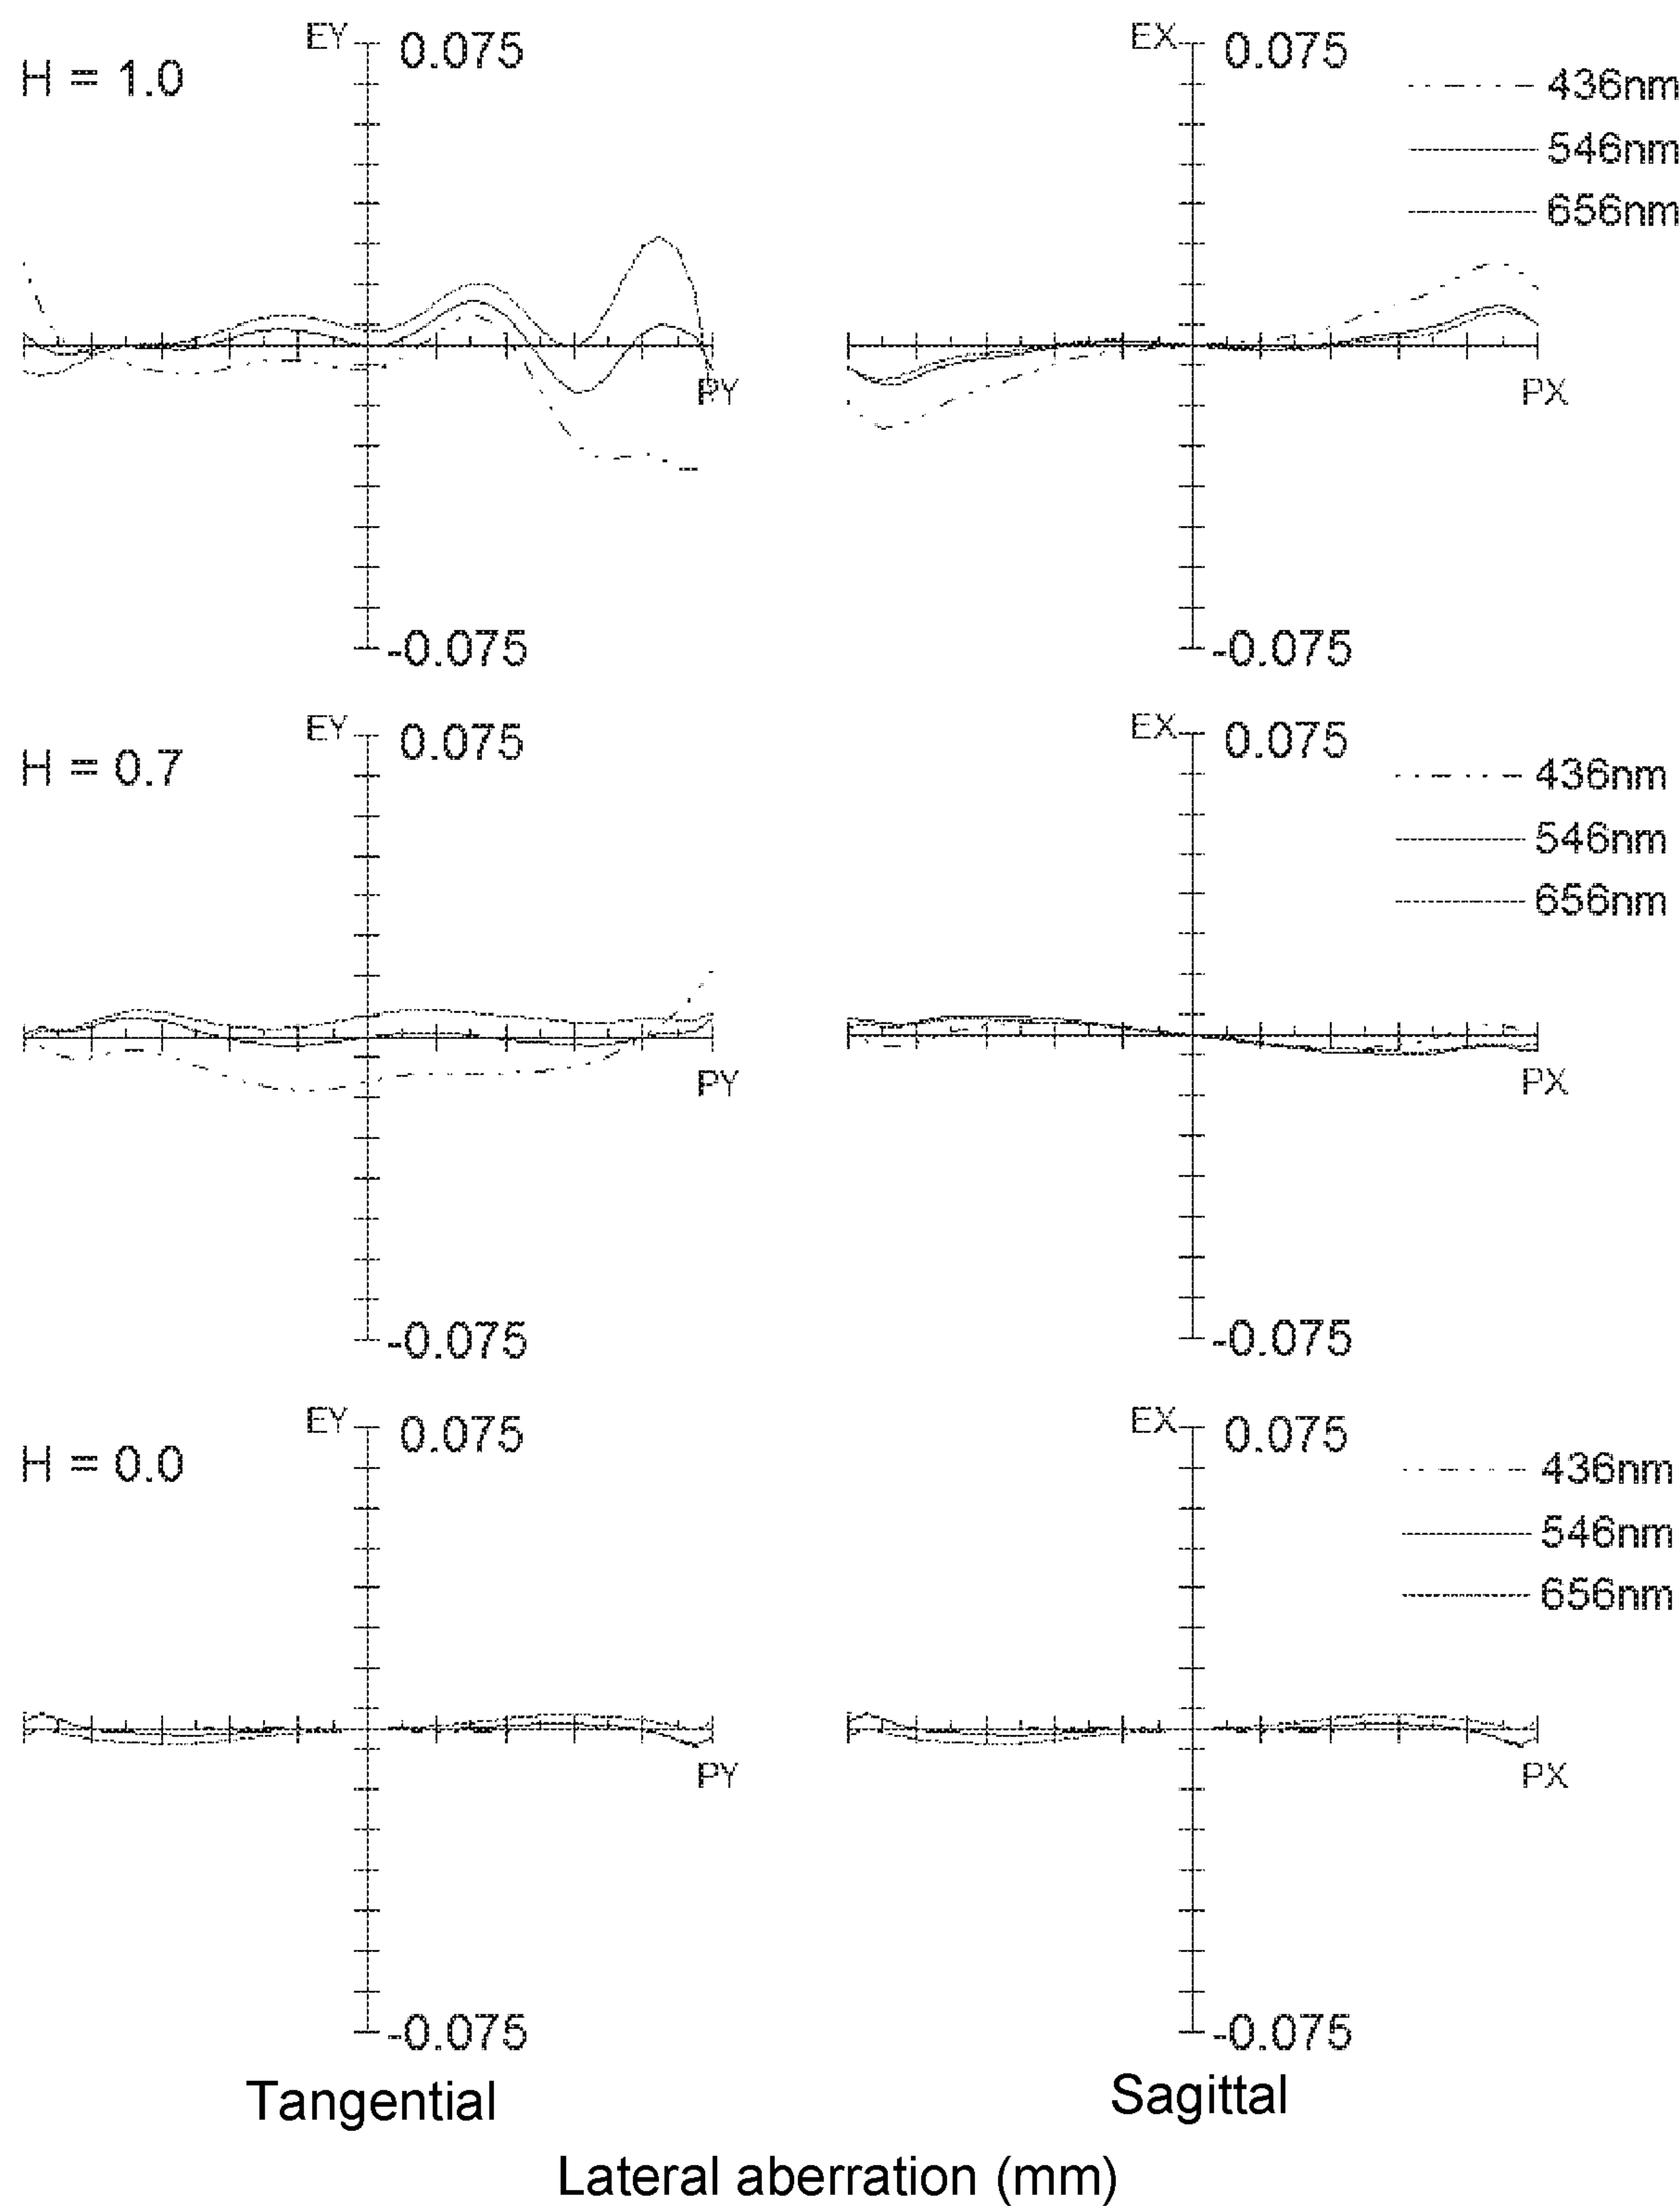 H = 1.0
EY
0.075
PY
-0.075
EX
0.075
PX
-0.075
436nm
546nm
656nm
H = 0.7
EY
0.075
PY
-0.075
EX
0.075
PX
-0.075
436nm
546nm
656nm
H = 0.0
EY
0.075
PY
-0.075
EX
0.075
PX
-0.075
436nm
546nm
656nm
Tangential
Sagittal
Lateral aberration (mm)